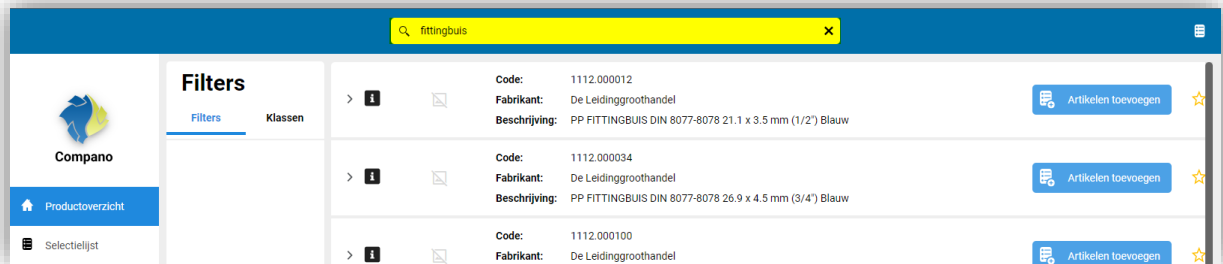 fittingbuis
Compano
Productoverzicht
Selectielijst
Filters
Filters Klassen
Code: 1112.000012
Fabrikant: De Leidinggroothandel
Beschrijving: PP FITTINGBUIS DIN 8077-8078 21.1 x 3.5 mm (1/2") Blauw
Artikelen toevoegen
Code: 1112.000034
Fabrikant: De Leidinggroothandel
Beschrijving: PP FITTINGBUIS DIN 8077-8078 26.9 x 4.5 mm (3/4") Blauw
Artikelen toevoegen
Code: 1112.000100
Fabrikant: De Leidinggroothandel
Artikelen toevoegen